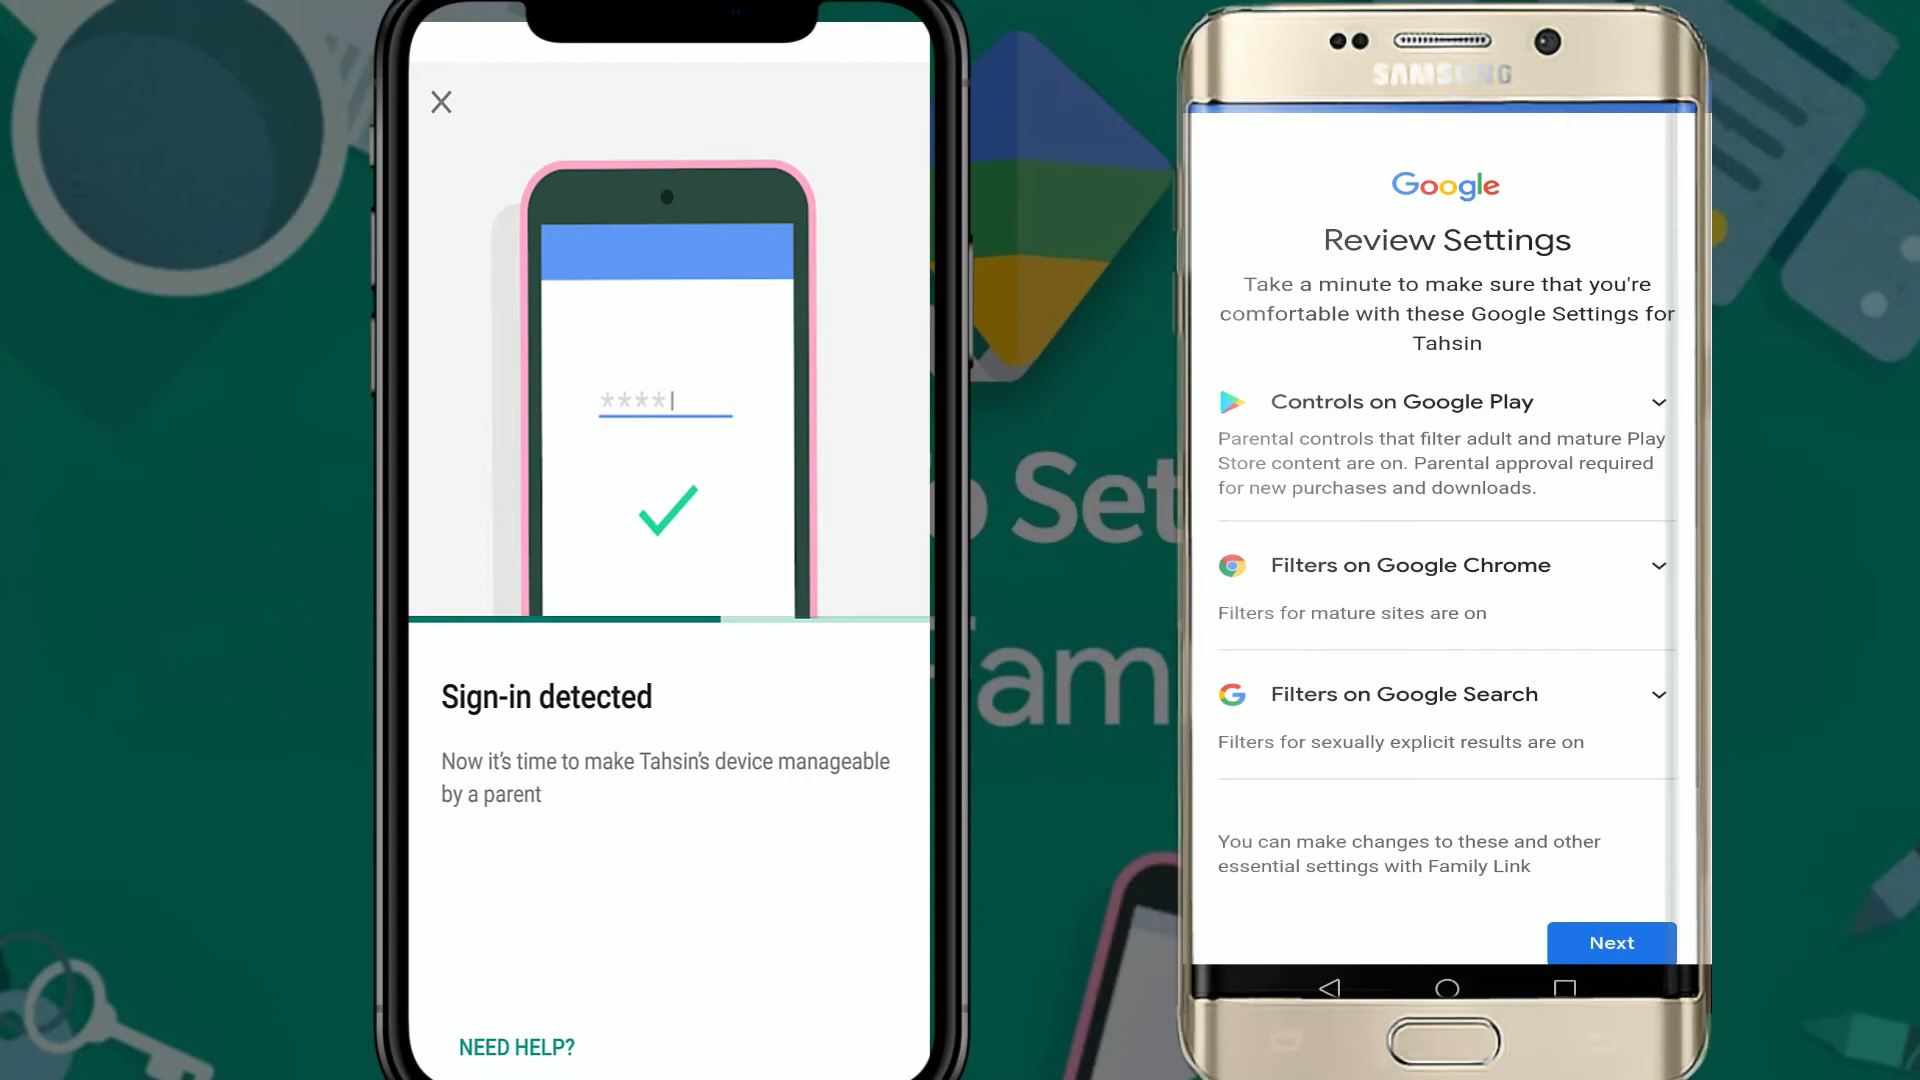 ****
Sign-in detected
Now it's time to make Tahsin's device manageable
by a parent
NEED HELP?
Set
Fam
SAMSUNG
Google
Review Settings
Take a minute to make sure that you're
comfortable with these Google Settings for
Tahsin
Controls on Google Play
Parental controls that filter adult and mature Play
Store content are on. Parental approval required
for new purchases and downloads.
Filters on Google Chrome
Filters for mature sites are on
Filters on Google Search
Filters for sexually explicit results are on
You can make changes to these and other
essential settings with Family Link
Next